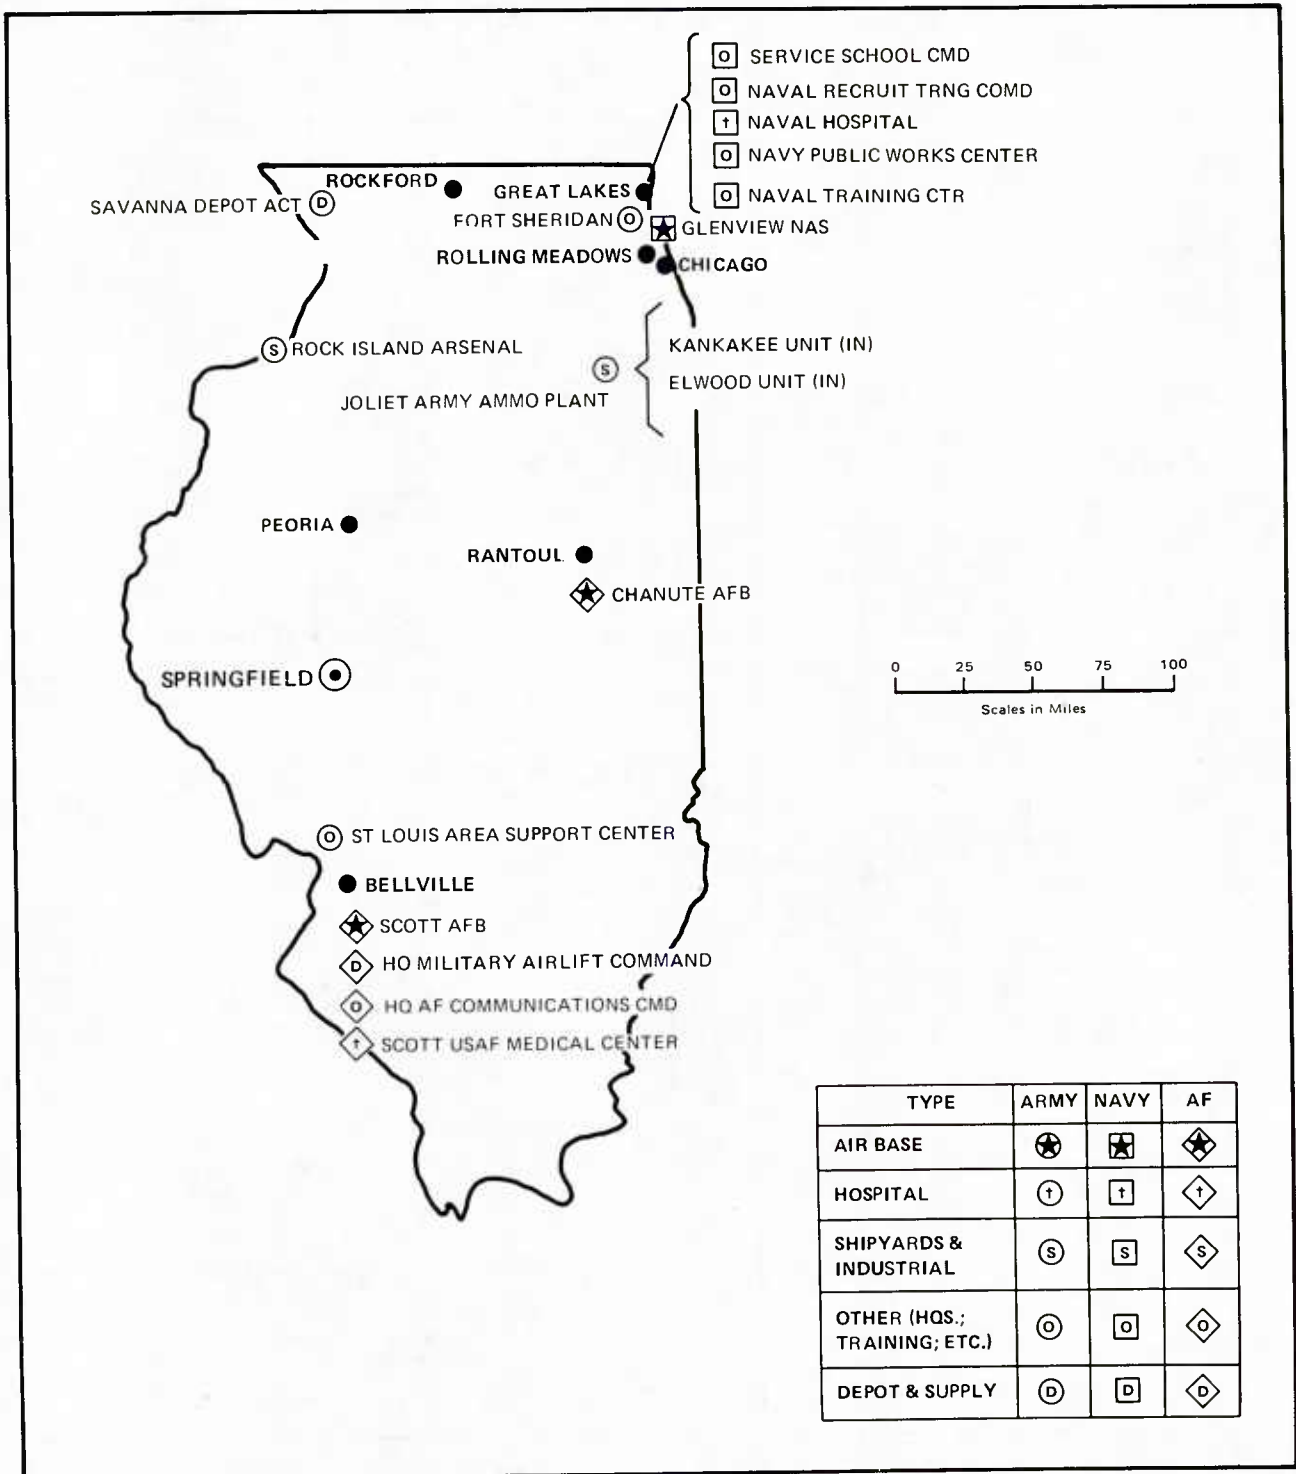 O SERVICE SCHOOL CMD
O NAVAL RECRUIT TRNG COMD
† NAVAL HOSPITAL
O NAVY PUBLIC WORKS CENTER
O NAVAL TRAINING CTR
ROCKFORD
GREAT LAKES
SAVANNA DEPOT ACT D
FORT SHERIDAN O
GLENVIEW NAS
ROLLING MEADOWS
CHICAGO
S ROCK ISLAND ARSENAL
KANKAKEE UNIT (IN)
S
ELWOOD UNIT (IN)
JOLIET ARMY AMMO PLANT
PEORIA
RANTOUL
CHANUTE AFB
SPRINGFIELD
0 25 50 75 100
Scales in Miles
O ST LOUIS AREA SUPPORT CENTER
BELLVILLE
SCOTT AFB
D HO MILITARY AIRLIFT COMMAND
O HQ AF COMMUNICATIONS CMD
† SCOTT USAF MEDICAL CENTER
TYPE ARMY NAVY AF
AIR BASE
HOSPITAL † † †
SHIPYARDS &
INDUSTRIAL S S S
OTHER (HQS.;
TRAINING; ETC.) O O O
DEPOT & SUPPLY D D D